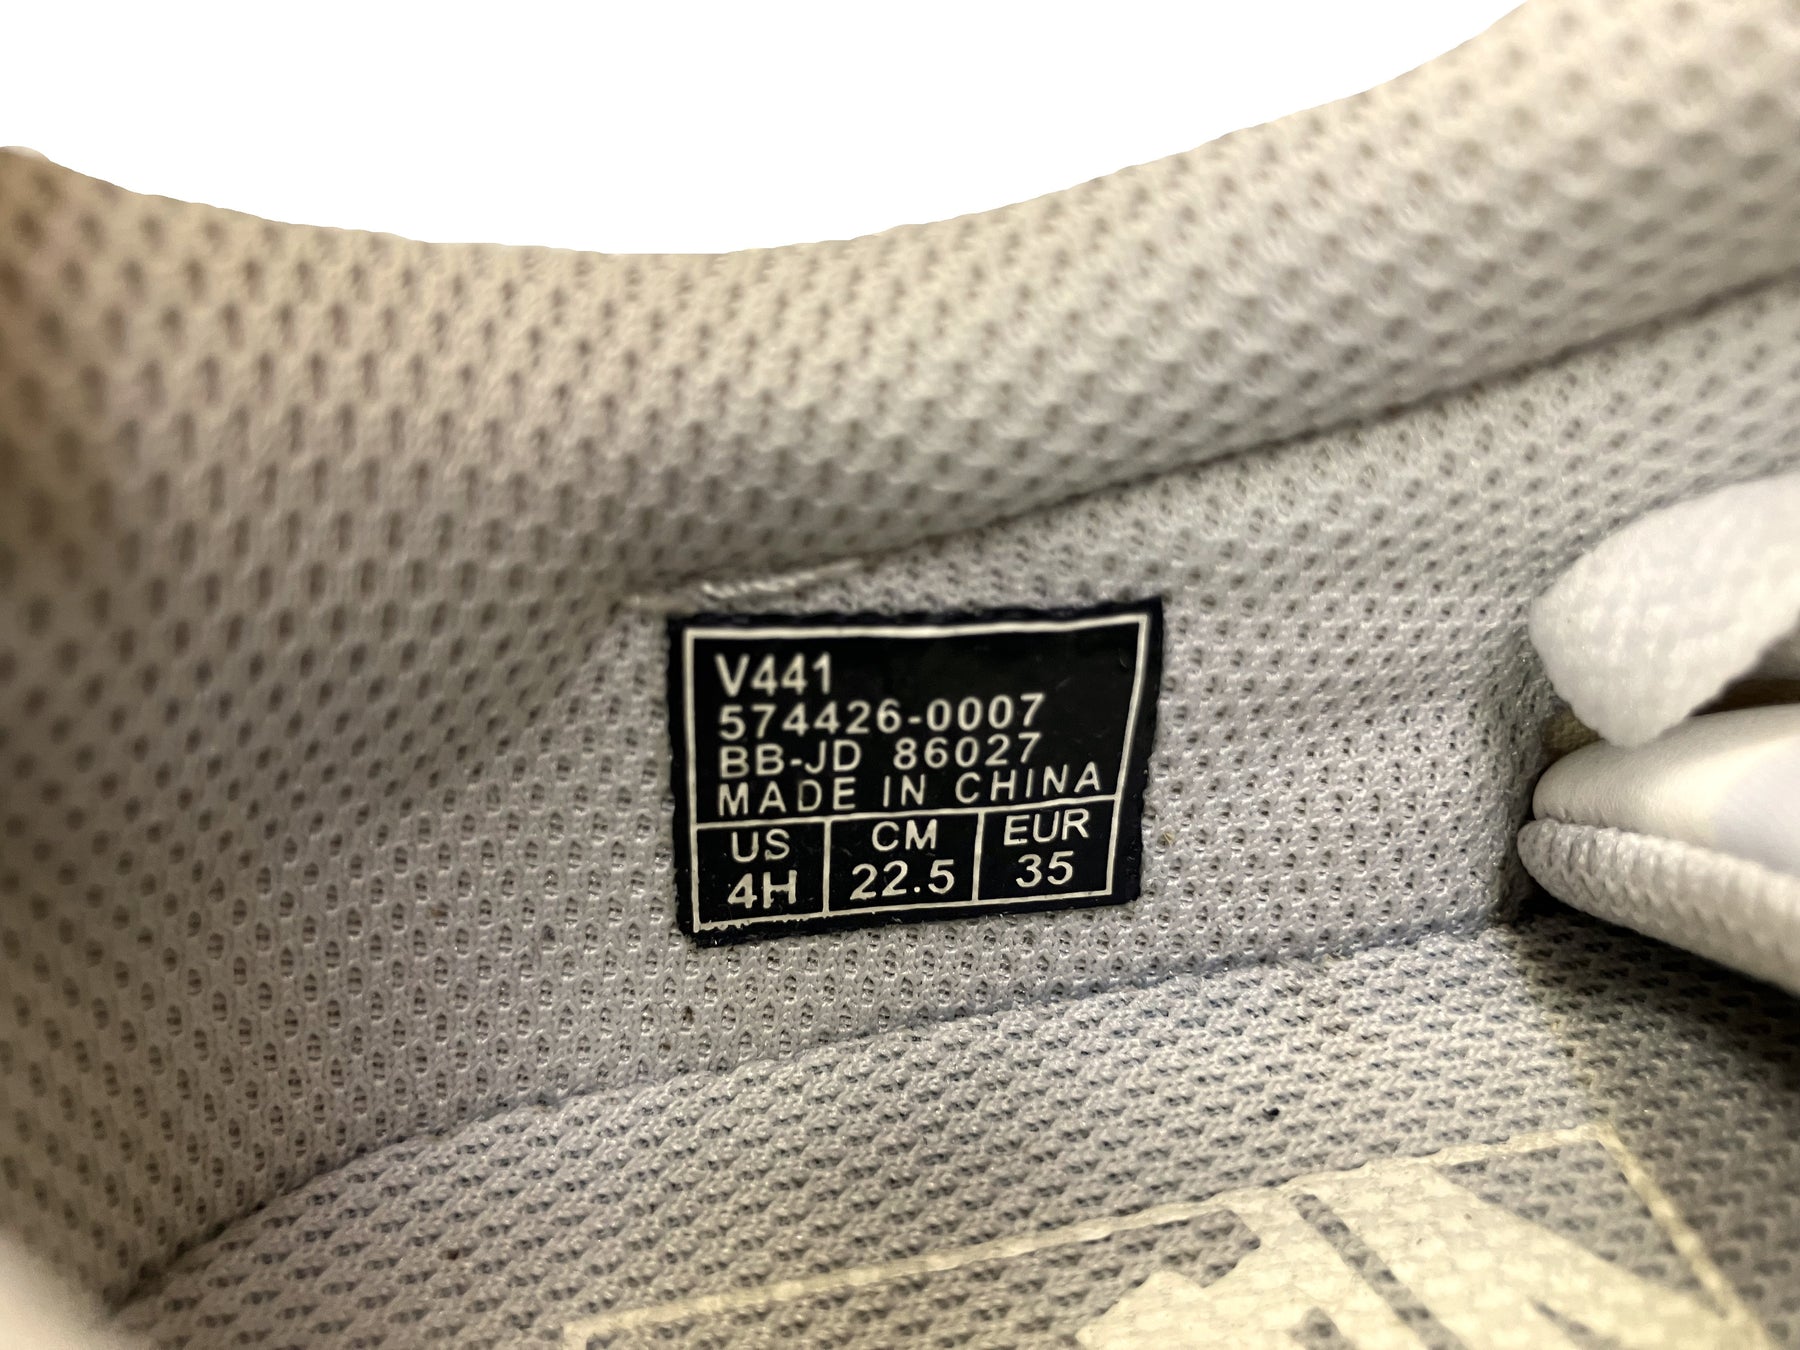 V441
574426-0007
BB-JD 86027
MADE IN CHINA
US CM EUR
4H 22.5 35